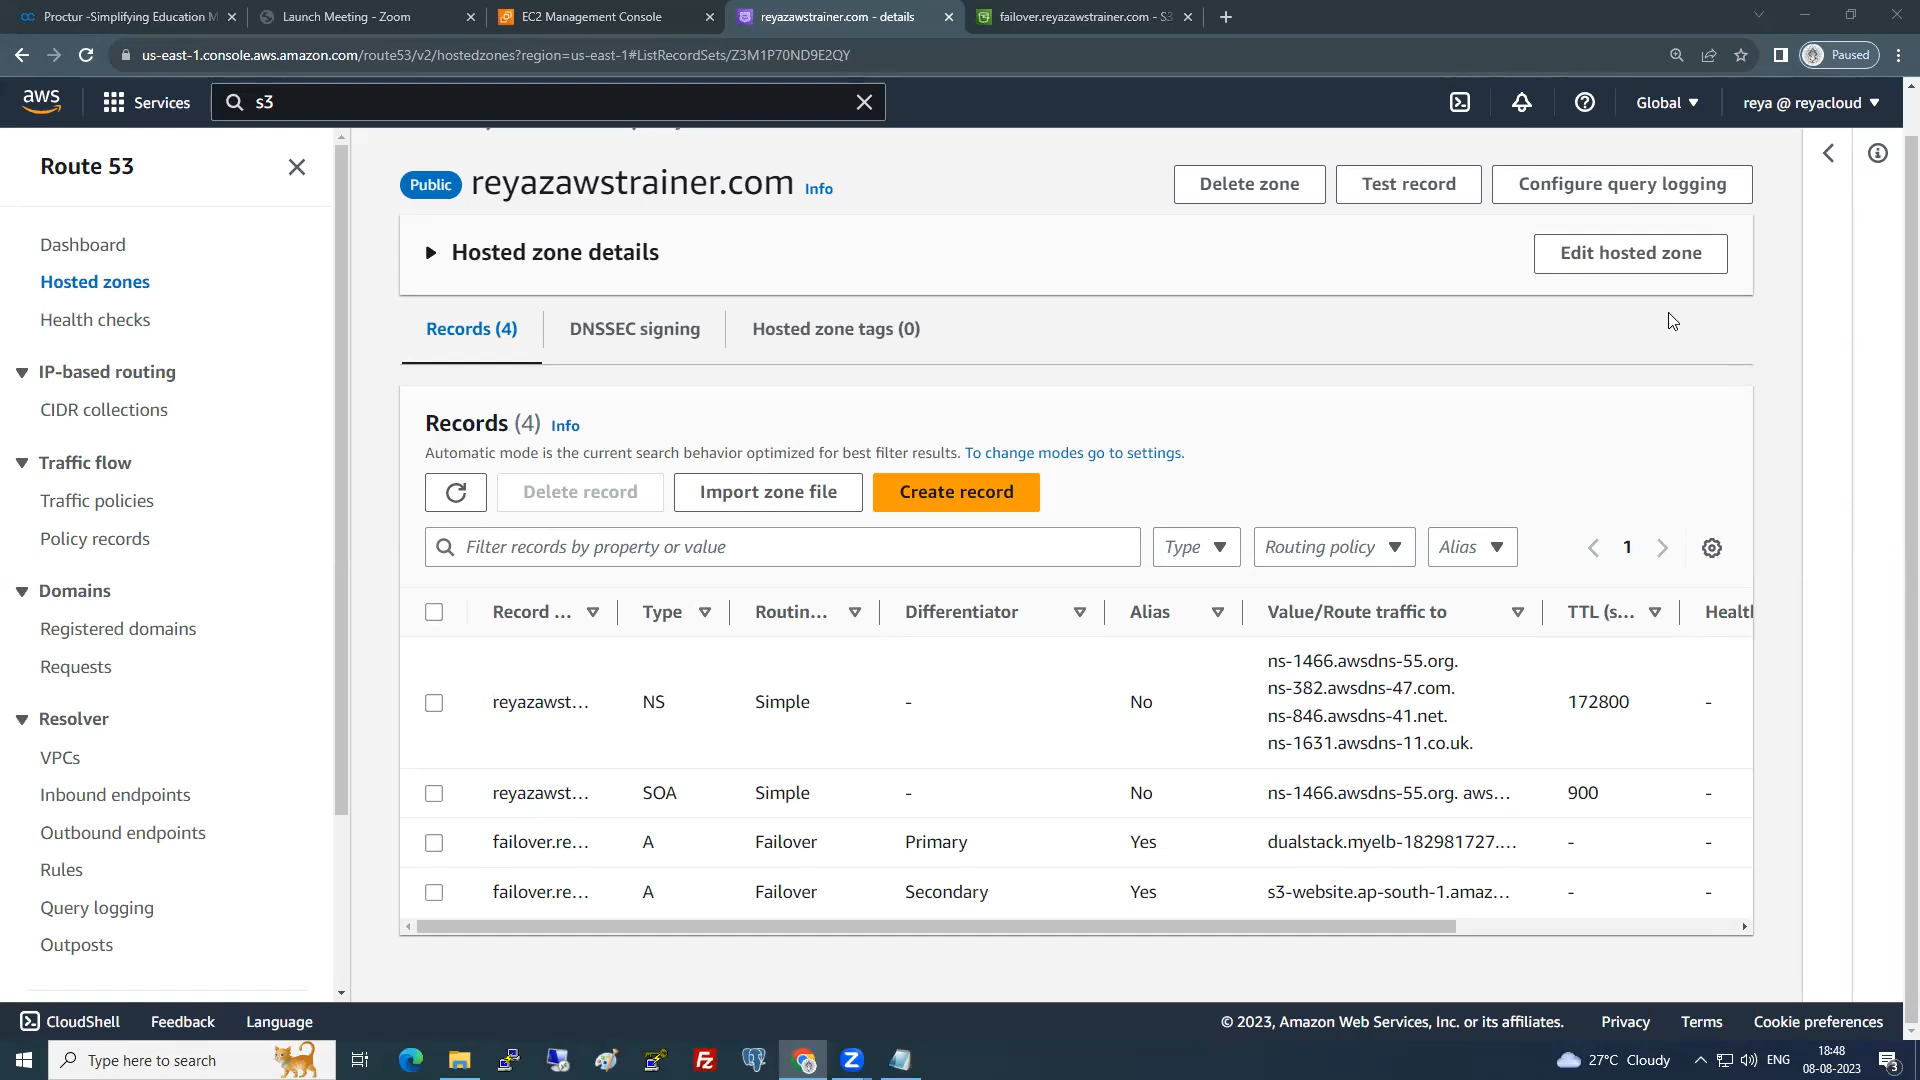 Proctur -Simplifying Education M
Launch Meeting - Zoom
EC2 Management Console
reyazawstrainer.com - details
failover.reyazawstrainer.com - S3
us-east-1.console.aws.amazon.com/route53/v2/hostedzones?region=us-east-1#ListRecordSets/Z3M1P70ND9E2QY
Paused
aws
Services
s3
Global
reya @ reyacloud
Route 53
Dashboard
Hosted zones
Health checks
IP-based routing
CIDR collections
Traffic flow
Traffic policies
Policy records
Domains
Registered domains
Requests
Resolver
VPCs
Inbound endpoints
Outbound endpoints
Rules
Query logging
Outposts
Public
reyazawstrainer.com
Info
Delete zone
Test record
Configure query logging
Hosted zone details
Edit hosted zone
Records (4)
DNSSEC signing
Hosted zone tags (0)
Records (4) Info
Automatic mode is the current search behavior optimized for best filter results. To change modes go to settings.
Delete record
Import zone file
Create record
Filter records by property or value
Type
Routing policy
Alias
1
Record ...
Type
Routin...
Differentiator
Alias
Value/Route traffic to
TTL (s...
Health
reyazawst...
NS
Simple
-
No
ns-1466.awsdns-55.org.
ns-382.awsdns-47.com.
ns-846.awsdns-41.net.
ns-1631.awsdns-11.co.uk.
172800
-
reyazawst...
SOA
Simple
-
No
ns-1466.awsdns-55.org. aws...
900
-
failover.re...
A
Failover
Primary
Yes
dualstack.myelb-182981727....
-
-
failover.re...
A
Failover
Secondary
Yes
s3-website.ap-south-1.amaz...
-
-
CloudShell
Feedback
Language
© 2023, Amazon Web Services, Inc. or its affiliates.
Privacy
Terms
Cookie preferences
Type here to search
27°C Cloudy
ENG
18:48
08-08-2023
3